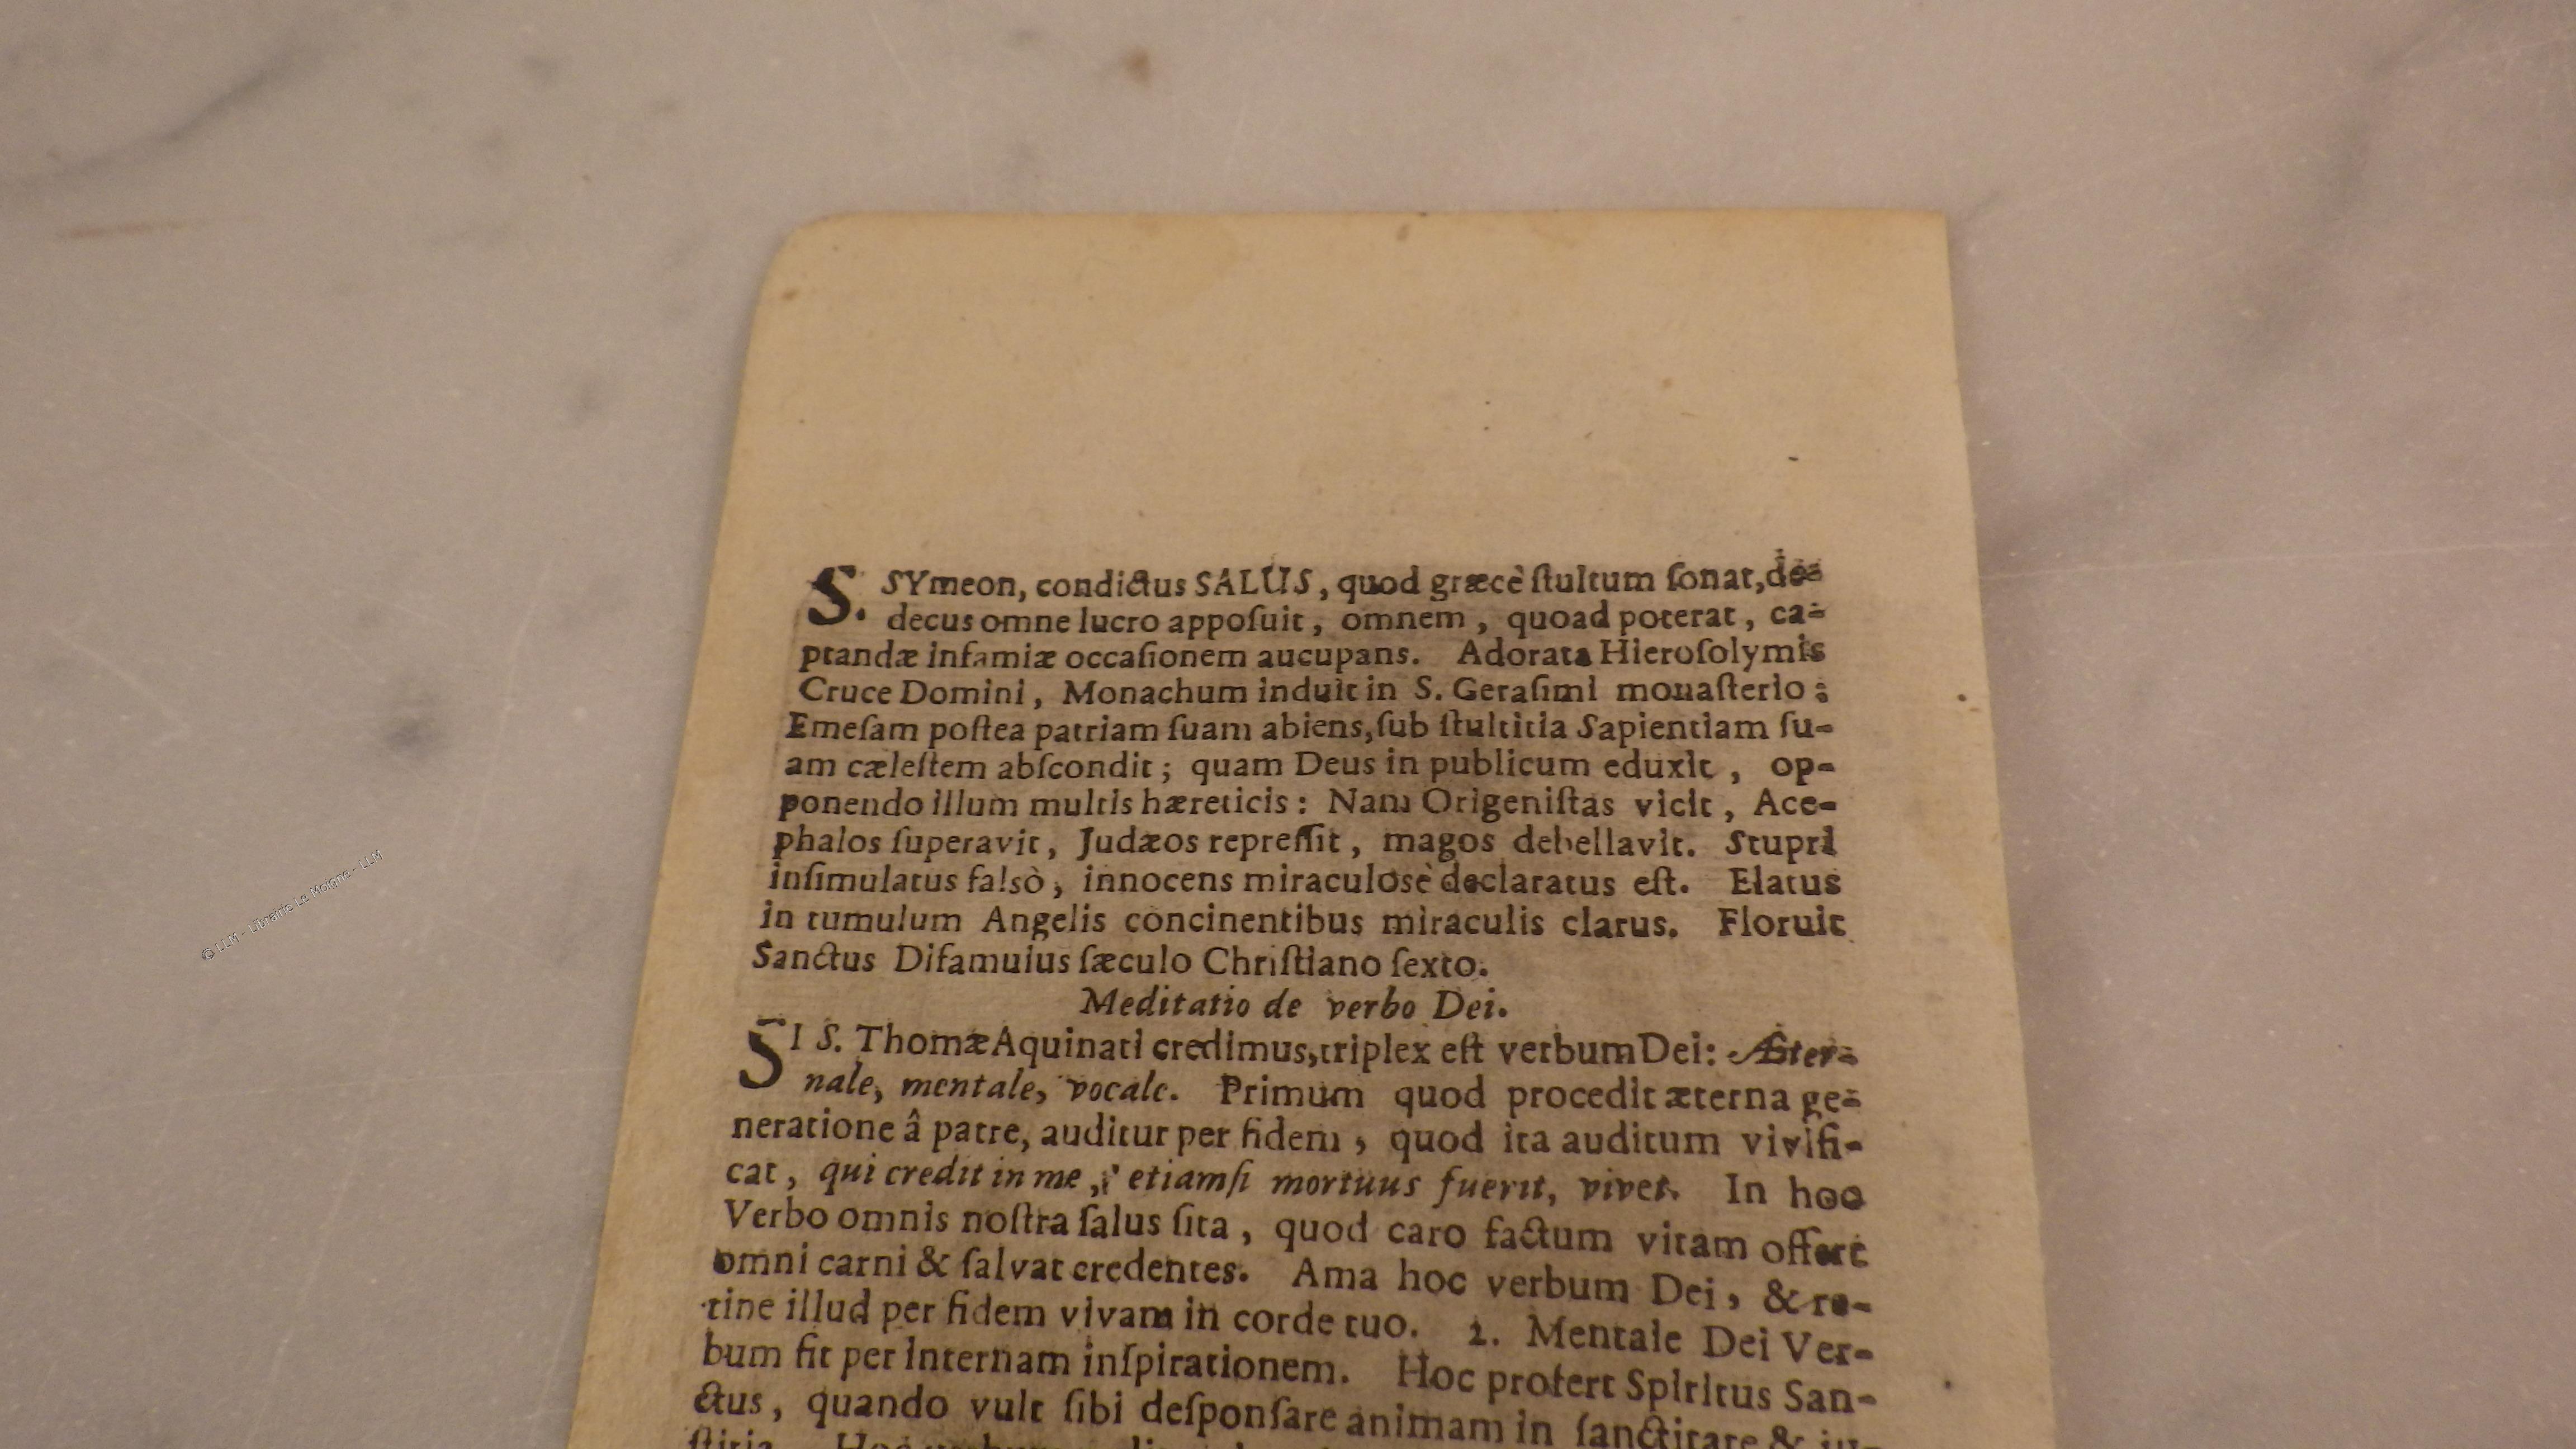 S. SYmeon, condictus SALUS, quod græcè ſtultum ſonat, de-
decus omne lucro appoſuit, omnem, quoad poterat, ca-
ptandæ infamiæ occaſionem aucupans. Adorata Hieroſolymis
Cruce Domini, Monachum induit in S. Geraſimi monaſterio;
Emeſam poſtea patriam ſuam abiens, ſub ſtultitia Sapientiam ſu-
am cæleſtem abſcondit; quam Deus in publicum eduxit, op-
ponendo illum multis hæreticis: Nam Origeniſtas vicit, Ace-
phalos ſuperavit, Judæos repreſſit, magos debellavit. Stupri
inſimulatus falsò, innocens miraculosè declaratus eſt. Elatus
in tumulum Angelis concinentibus miraculis clarus. Floruit
Sanctus Difamuius ſæculo Chriſtiano ſexto.
Meditatio de verbo Dei.
SI S. Thomæ Aquinati credimus, triplex eſt verbum Dei: Æter-
nale, mentale, vocale. Primum quod procedit æterna ge-
neratione â patre, auditur per fidem, quod ita auditum vivifi-
cat, qui credit in me, etiamſi mortuus fuerit, vivet. In hoc
Verbo omnis noſtra ſalus ſita, quod caro factum vitam offert
omni carni & ſalvat credentes. Ama hoc verbum Dei, & re-
tine illud per fidem vivam in corde tuo. 2. Mentale Dei Ver-
bum fit per internam inſpirationem. Hoc profert Spiritus San-
ctus, quando vult ſibi deſponſare animam in ſanctitate & ju-
ſtitia. Hoc
© LLM - Librairie Le Moigne - LLM